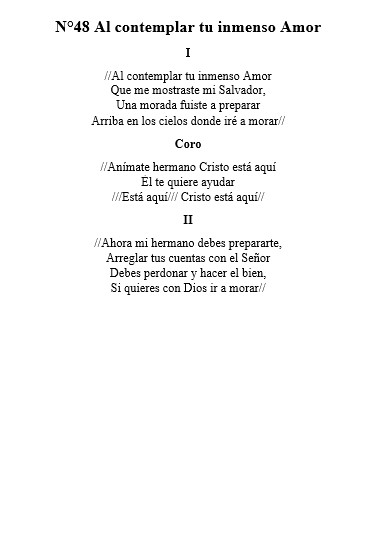 N°48 Al contemplar tu inmenso Amor
I
//Al contemplar tu inmenso Amor
Que me mostraste mi Salvador,
Una morada fuiste a preparar
Arriba en los cielos donde iré a morar//
Coro
//Anímate hermano Cristo está aquí
Él te quiere ayudar
///Está aquí/// Cristo está aquí//
II
//Ahora mi hermano debes prepararte,
Arreglar tus cuentas con el Señor
Debes perdonar y hacer el bien,
Si quieres con Dios ir a morar//